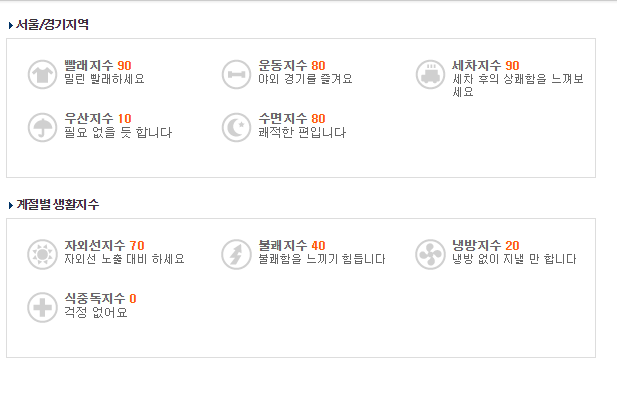 서울/경기지역
빨래지수 90
밀린 빨래하세요
운동지수 80
야외 경기를 즐겨요
세차지수 90
세차 후의 상쾌함을 느껴보
세요
우산지수 10
필요 없을 듯 합니다
수면지수 80
쾌적한 편입니다
계절별 생활지수
자외선지수 70
자외선 노출 대비 하세요
불쾌지수 40
불쾌함을 느끼기 힘듭니다
냉방지수 20
냉방 없이 지낼 만 합니다
식중독지수 0
걱정 없어요